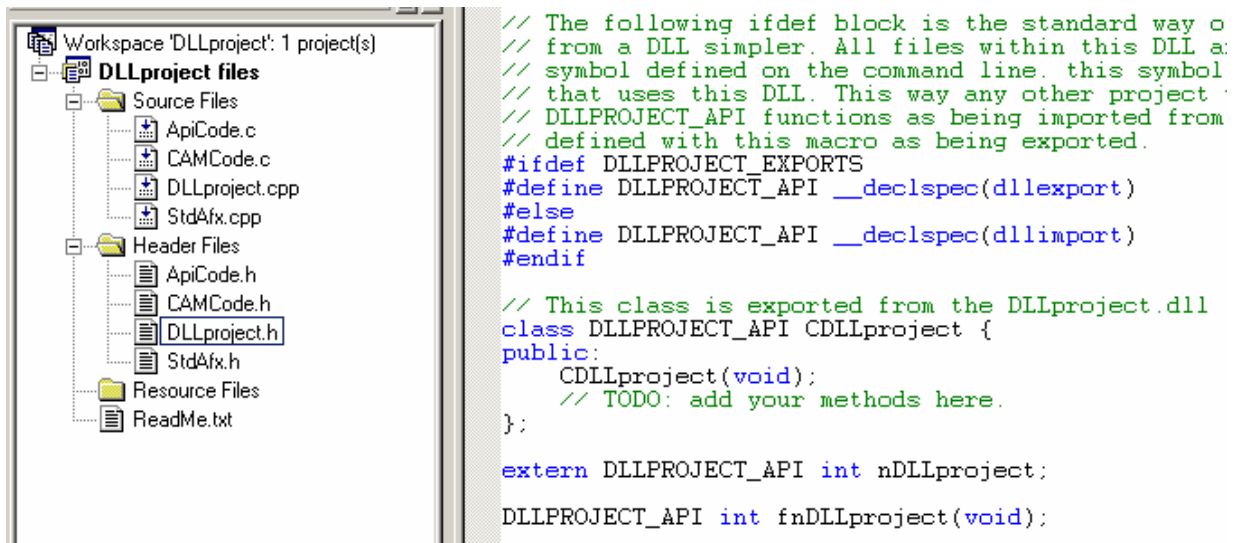 Workspace 'DLLproject': 1 project(s)
DLLproject files
Source Files
ApiCode.c
CAMCode.c
DLLproject.cpp
StdAfx.cpp
Header Files
ApiCode.h
CAMCode.h
DLLproject.h
StdAfx.h
Resource Files
ReadMe.txt
// The following ifdef block is the standard way o
// from a DLL simpler. All files within this DLL a
// symbol defined on the command line. this symbol
// that uses this DLL. This way any other project
// DLLPROJECT_API functions as being imported from
// defined with this macro as being exported.
#ifdef DLLPROJECT_EXPORTS
#define DLLPROJECT_API __declspec(dllexport)
#else
#define DLLPROJECT_API __declspec(dllimport)
#endif
// This class is exported from the DLLproject.dll
class DLLPROJECT_API CDLLproject {
public:
CDLLproject(void);
// TODO: add your methods here.
};
extern DLLPROJECT_API int nDLLproject;
DLLPROJECT_API int fnDLLproject(void);